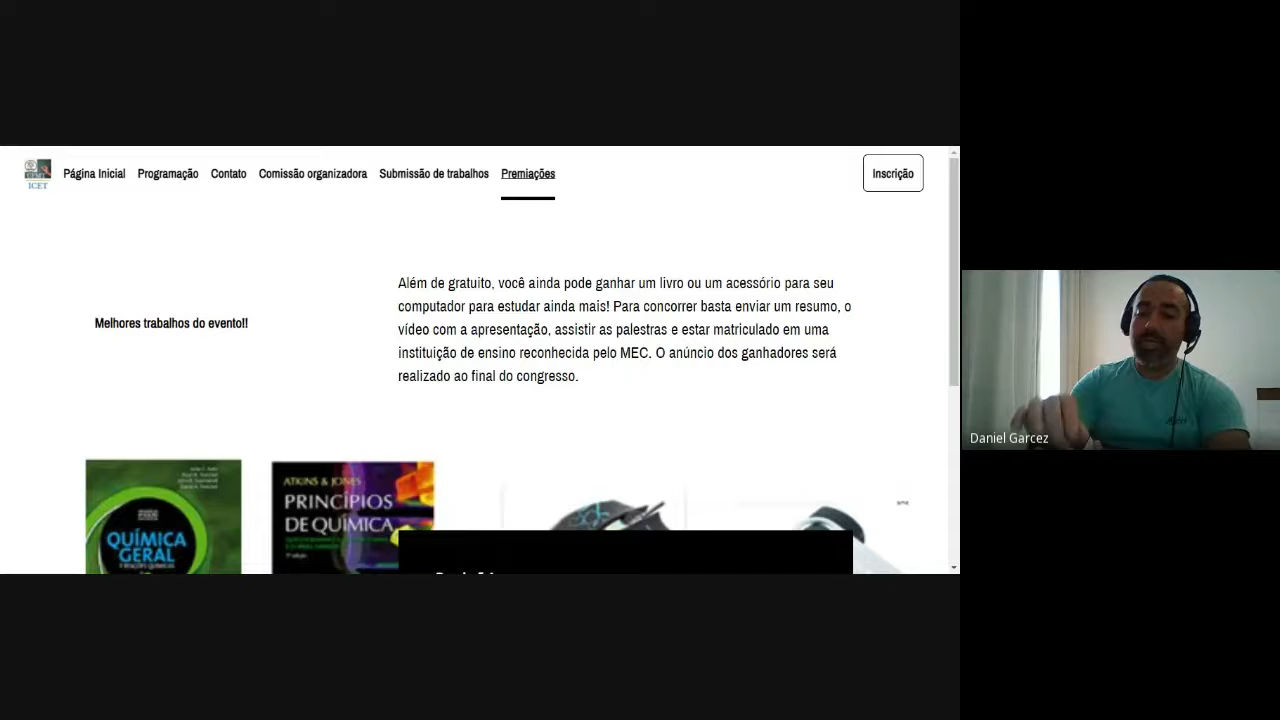 ICET
Página Inicial Programação Contato Comissão organizadora Submissão de trabalhos Premiações Inscrição
Melhores trabalhos do evento!!
Além de gratuito, você ainda pode ganhar um livro ou um acessório para seu
computador para estudar ainda mais! Para concorrer basta enviar um resumo, o
vídeo com a apresentação, assistir as palestras e estar matriculado em uma
instituição de ensino reconhecida pelo MEC. O anúncio dos ganhadores será
realizado ao final do congresso.
QUÍMICA
GERAL
ATKINS & JONES
PRINCÍPIOS
DE QUÍMICA
Daniel Garcez